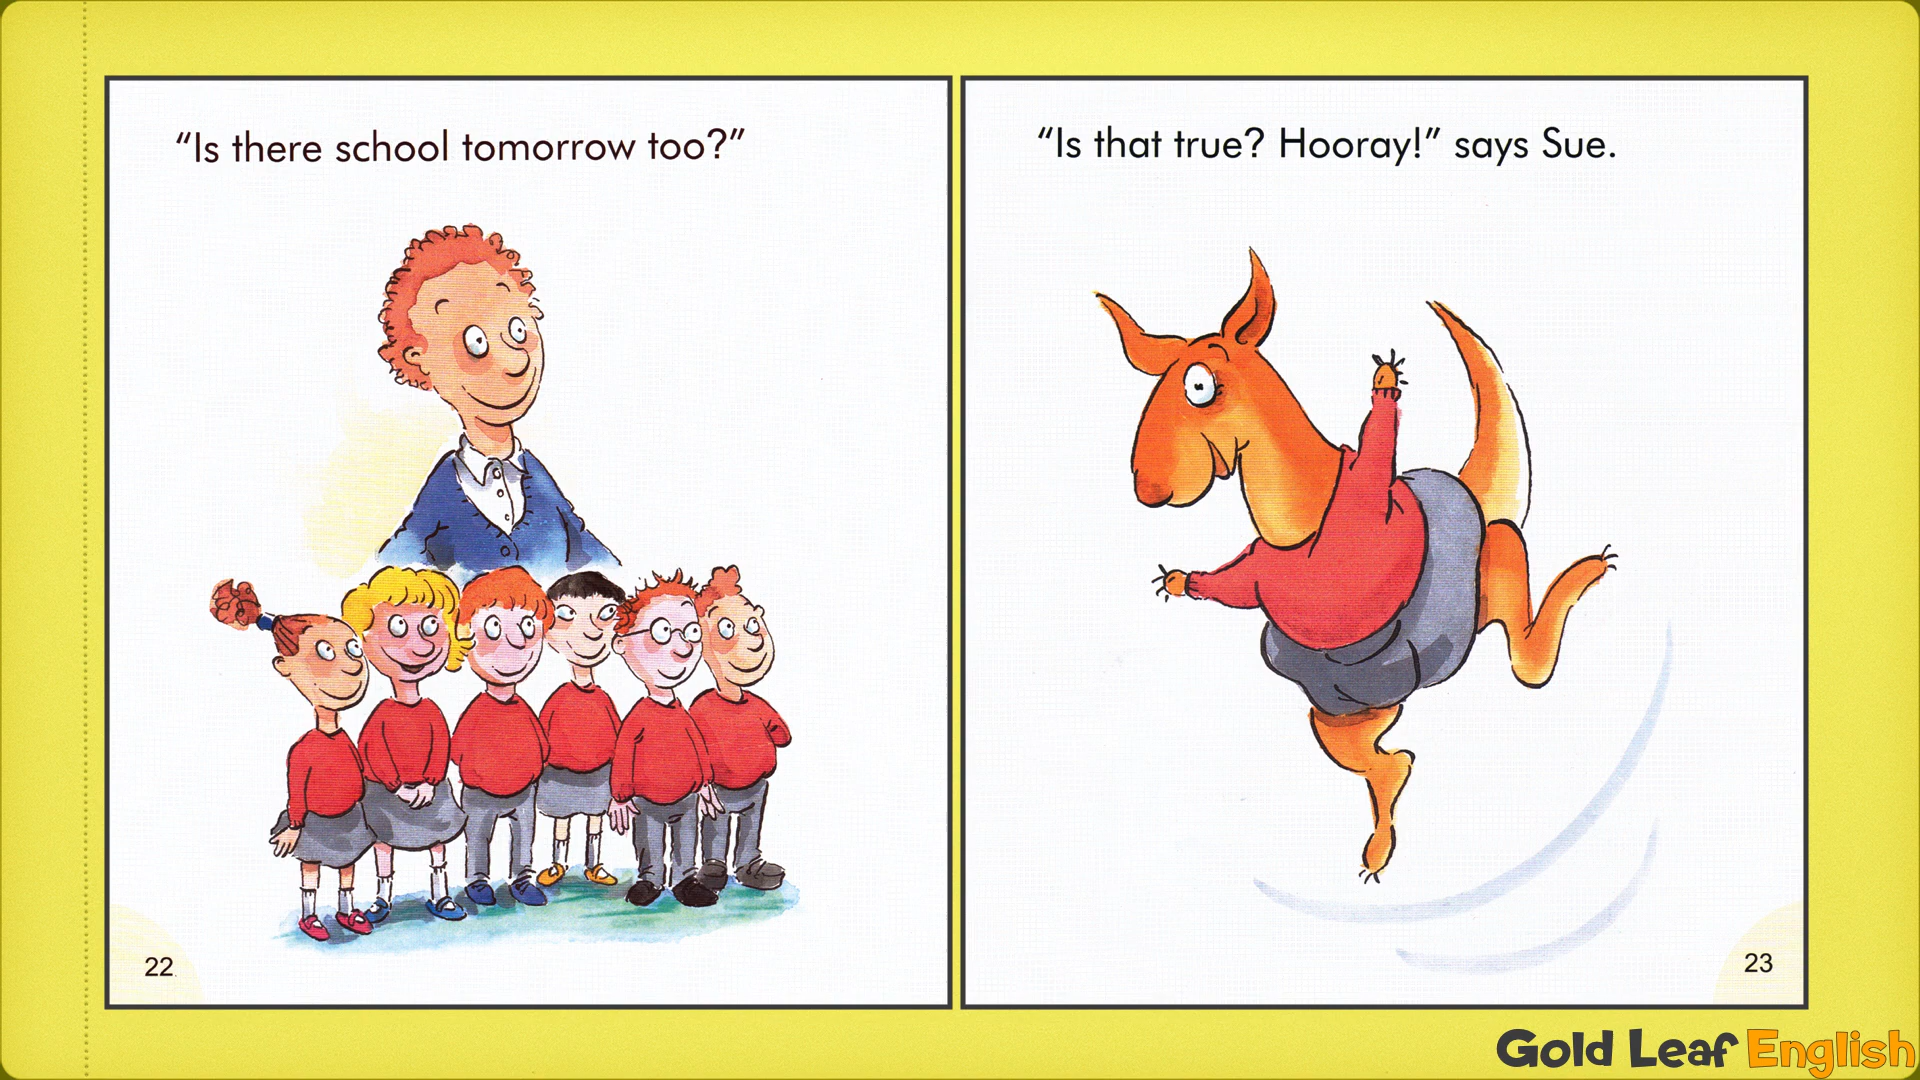 “Is there school tomorrow too?”
22
“Is that true? Hooray!” says Sue.
23
Gold Leaf English